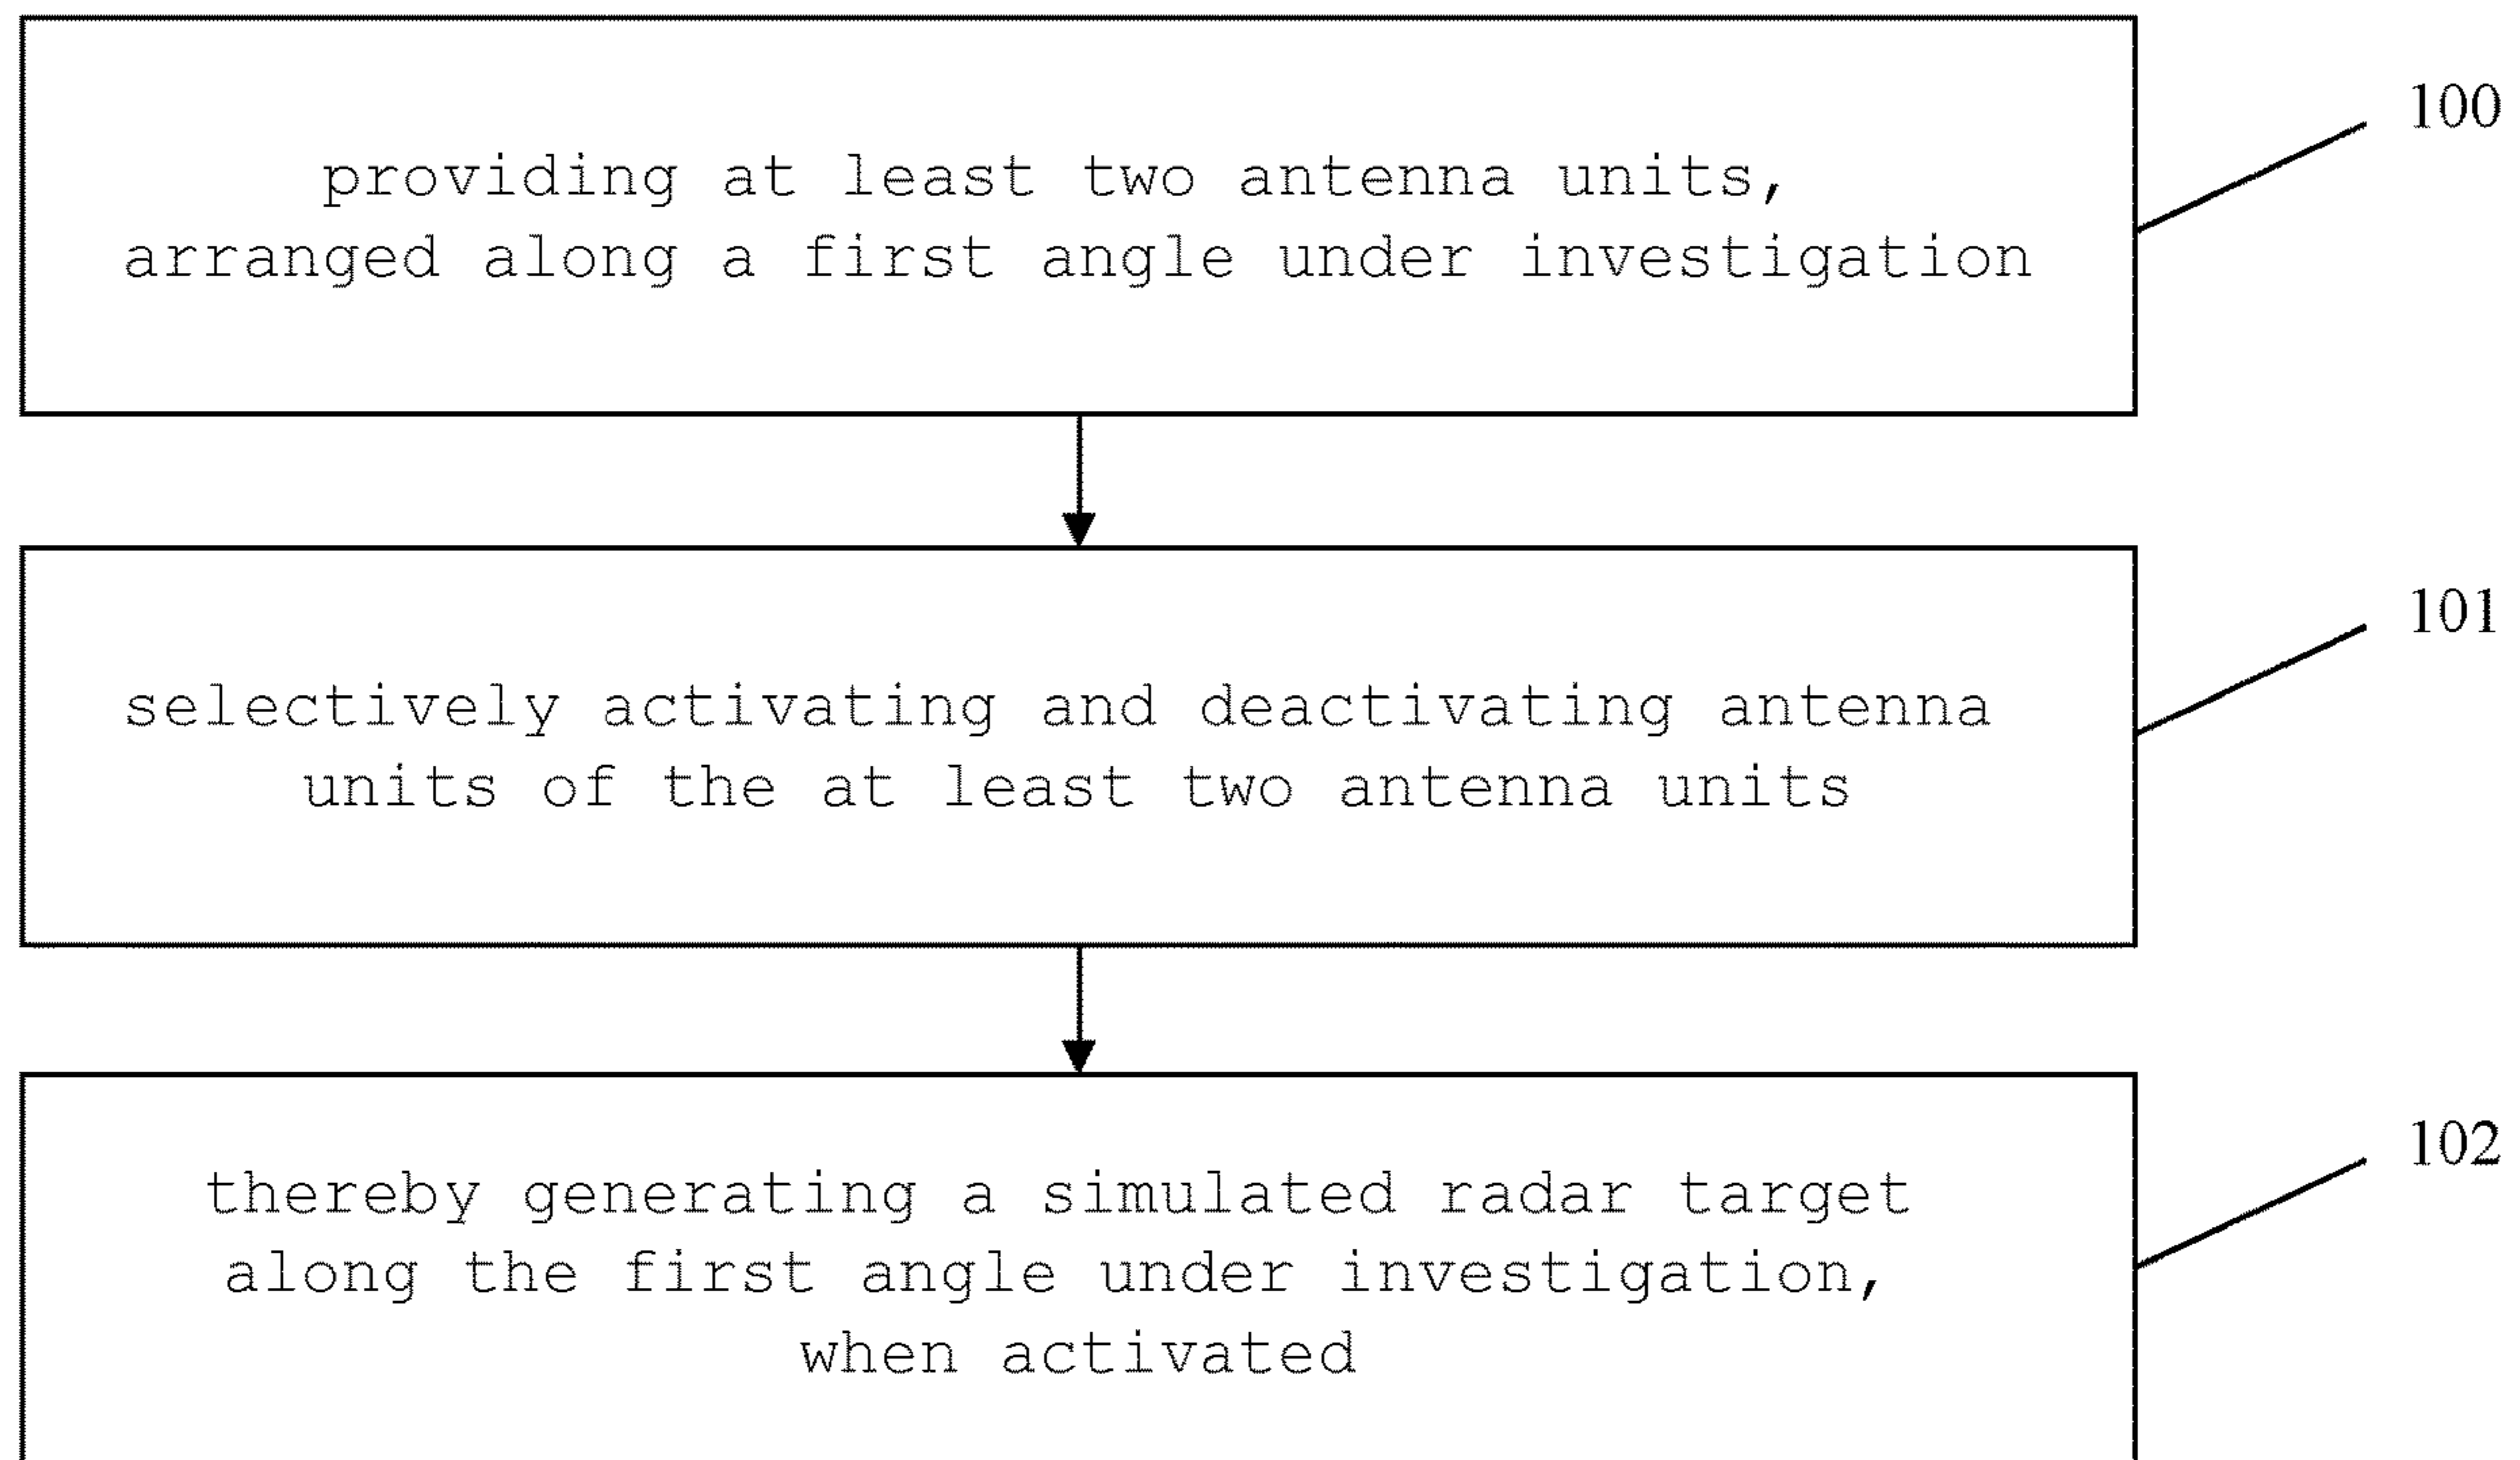 providing at least two antenna units,
arranged along a first angle under investigation
100
selectively activating and deactivating antenna
units of the at least two antenna units
101
thereby generating a simulated radar target
along the first angle under investigation,
when activated
102